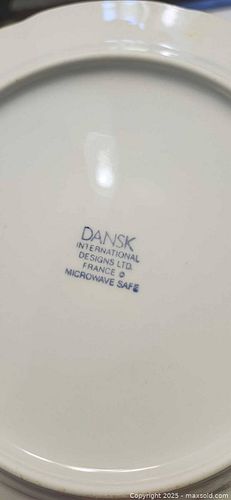 DANSK
INTERNATIONAL
DESIGNS LTD.
FRANCE ©
MICROWAVE SAFE
Copyright 2025 - maxsold.com